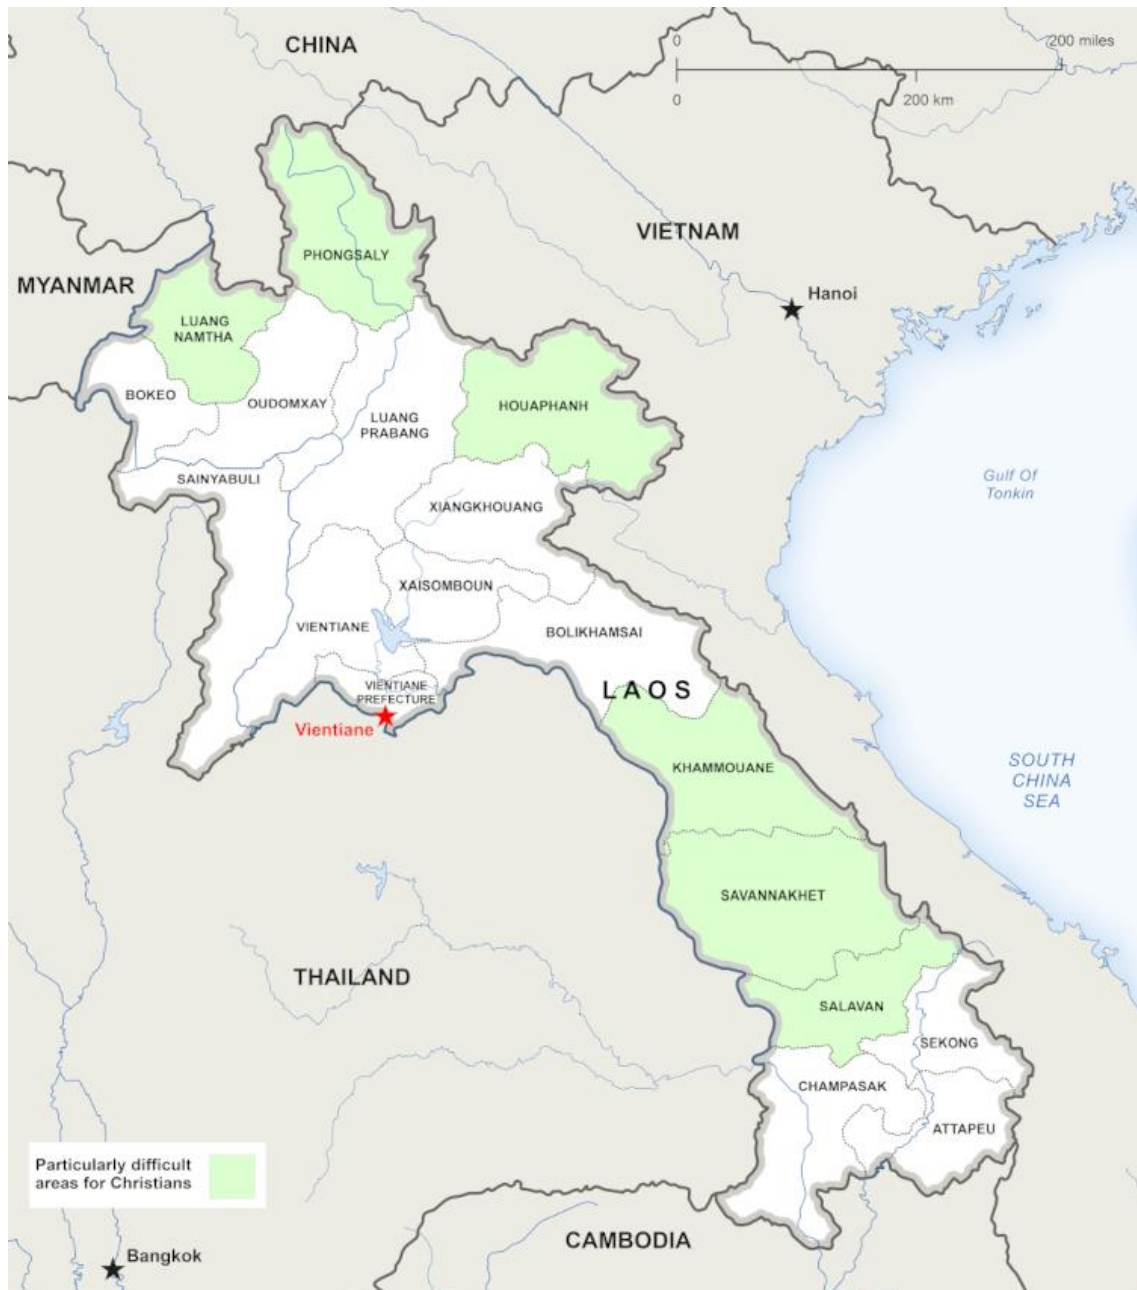 CHINA
0
200 miles
0
200 km
VIETNAM
PHONGSALY
MYANMAR
Hanoi
LUANG
NAMTHA
BOKEO
OUDOMXAY
HOUAPHANH
LUANG
PRABANG
SAINYABULI
Gulf Of
Tonkin
XIANGKHOUANG
XAISOMBOUN
VIENTIANE
BOLIKHAMSAI
VIENTIANE
PREFECTURE
LAOS
Vientiane
KHAMMOUANE
SOUTH
CHINA
SEA
SAVANNAKHET
THAILAND
SALAVAN
SEKONG
CHAMPASAK
ATTAPEU
Particularly difficult
areas for Christians
CAMBODIA
Bangkok